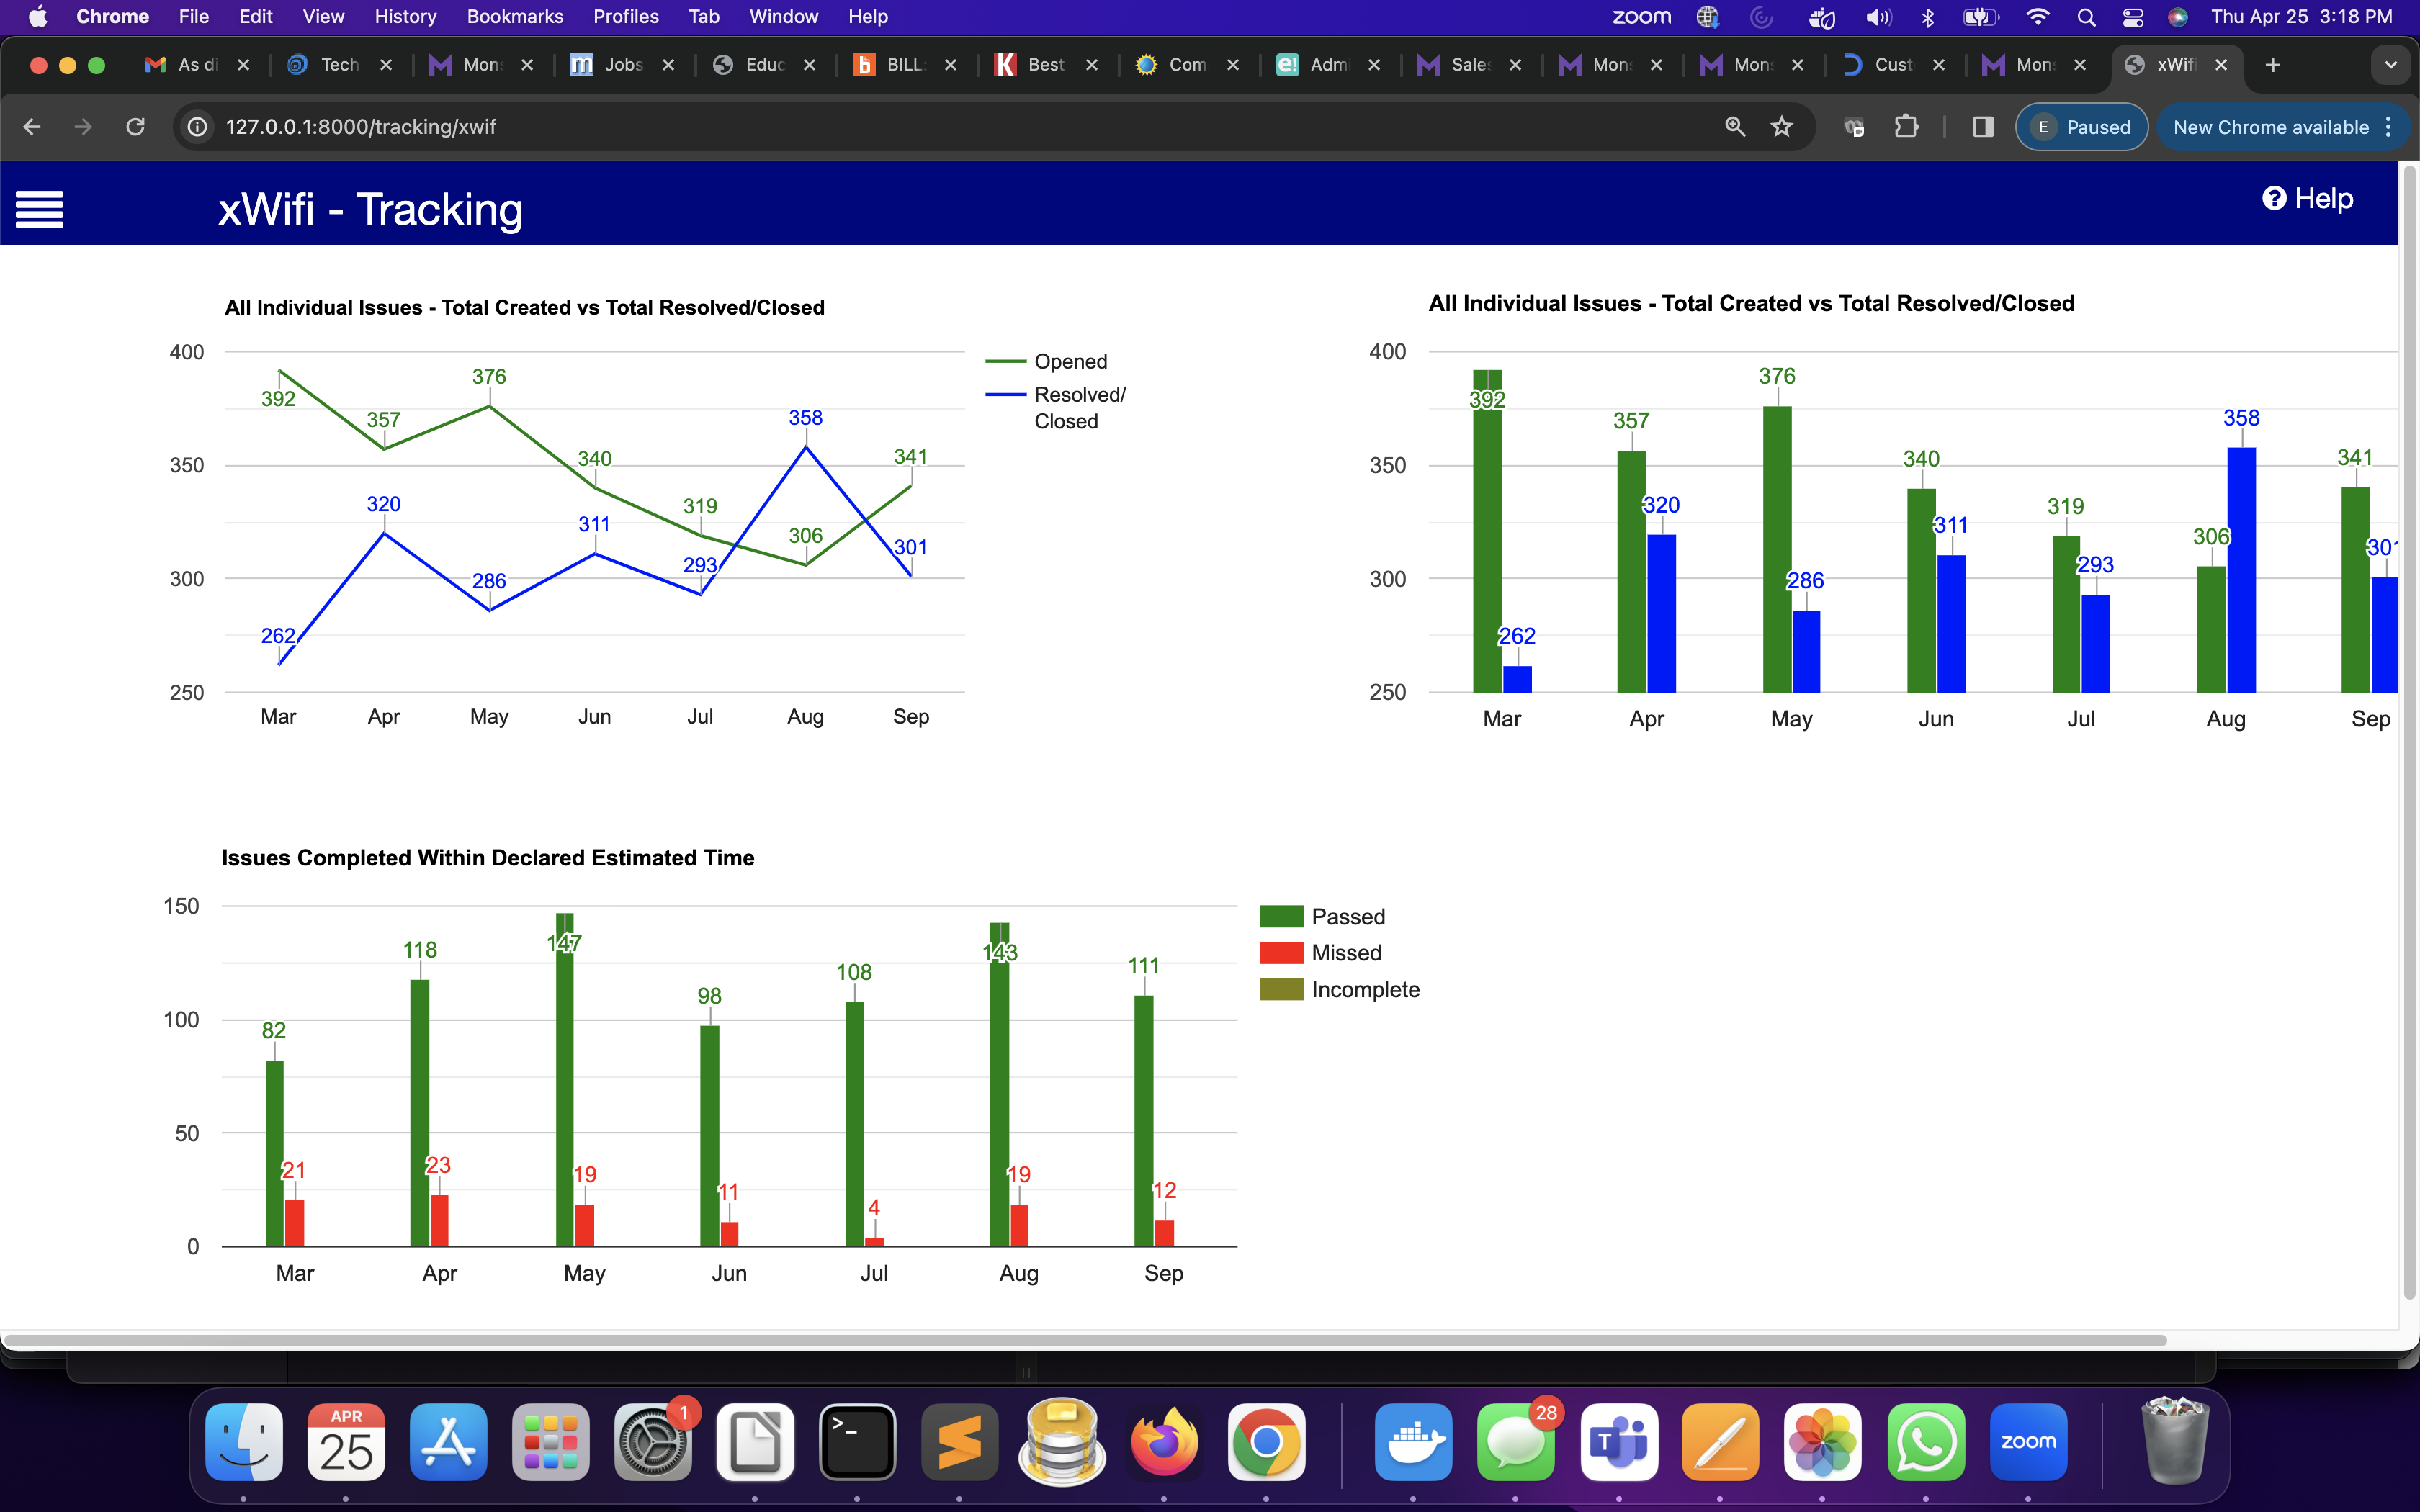 Chrome File Edit View History Bookmarks Profiles Tab Window Help zoom Thu Apr 25 3:18 PM
As di Tech Mons Jobs Educ BILL: Best Com Adm Sales Mons Mons Cust Mons xWifi
127.0.0.1:8000/tracking/xwif E Paused New Chrome available
xWifi - Tracking
? Help
All Individual Issues - Total Created vs Total Resolved/Closed
400
350
300
250
392 357 376 340 319 306 341
262 320 286 311 293 358 301
Mar Apr May Jun Jul Aug Sep
Opened
Resolved/
Closed
All Individual Issues - Total Created vs Total Resolved/Closed
400
350
300
250
392 357 376 340 319 306 341
262 320 286 311 293 358 301
Mar Apr May Jun Jul Aug Sep
Issues Completed Within Declared Estimated Time
150
100
50
0
82 118 147 98 108 143 111
21 23 19 11 4 19 12
Mar Apr May Jun Jul Aug Sep
Passed
Missed
Incomplete
APR
25
1
28
T
zoom